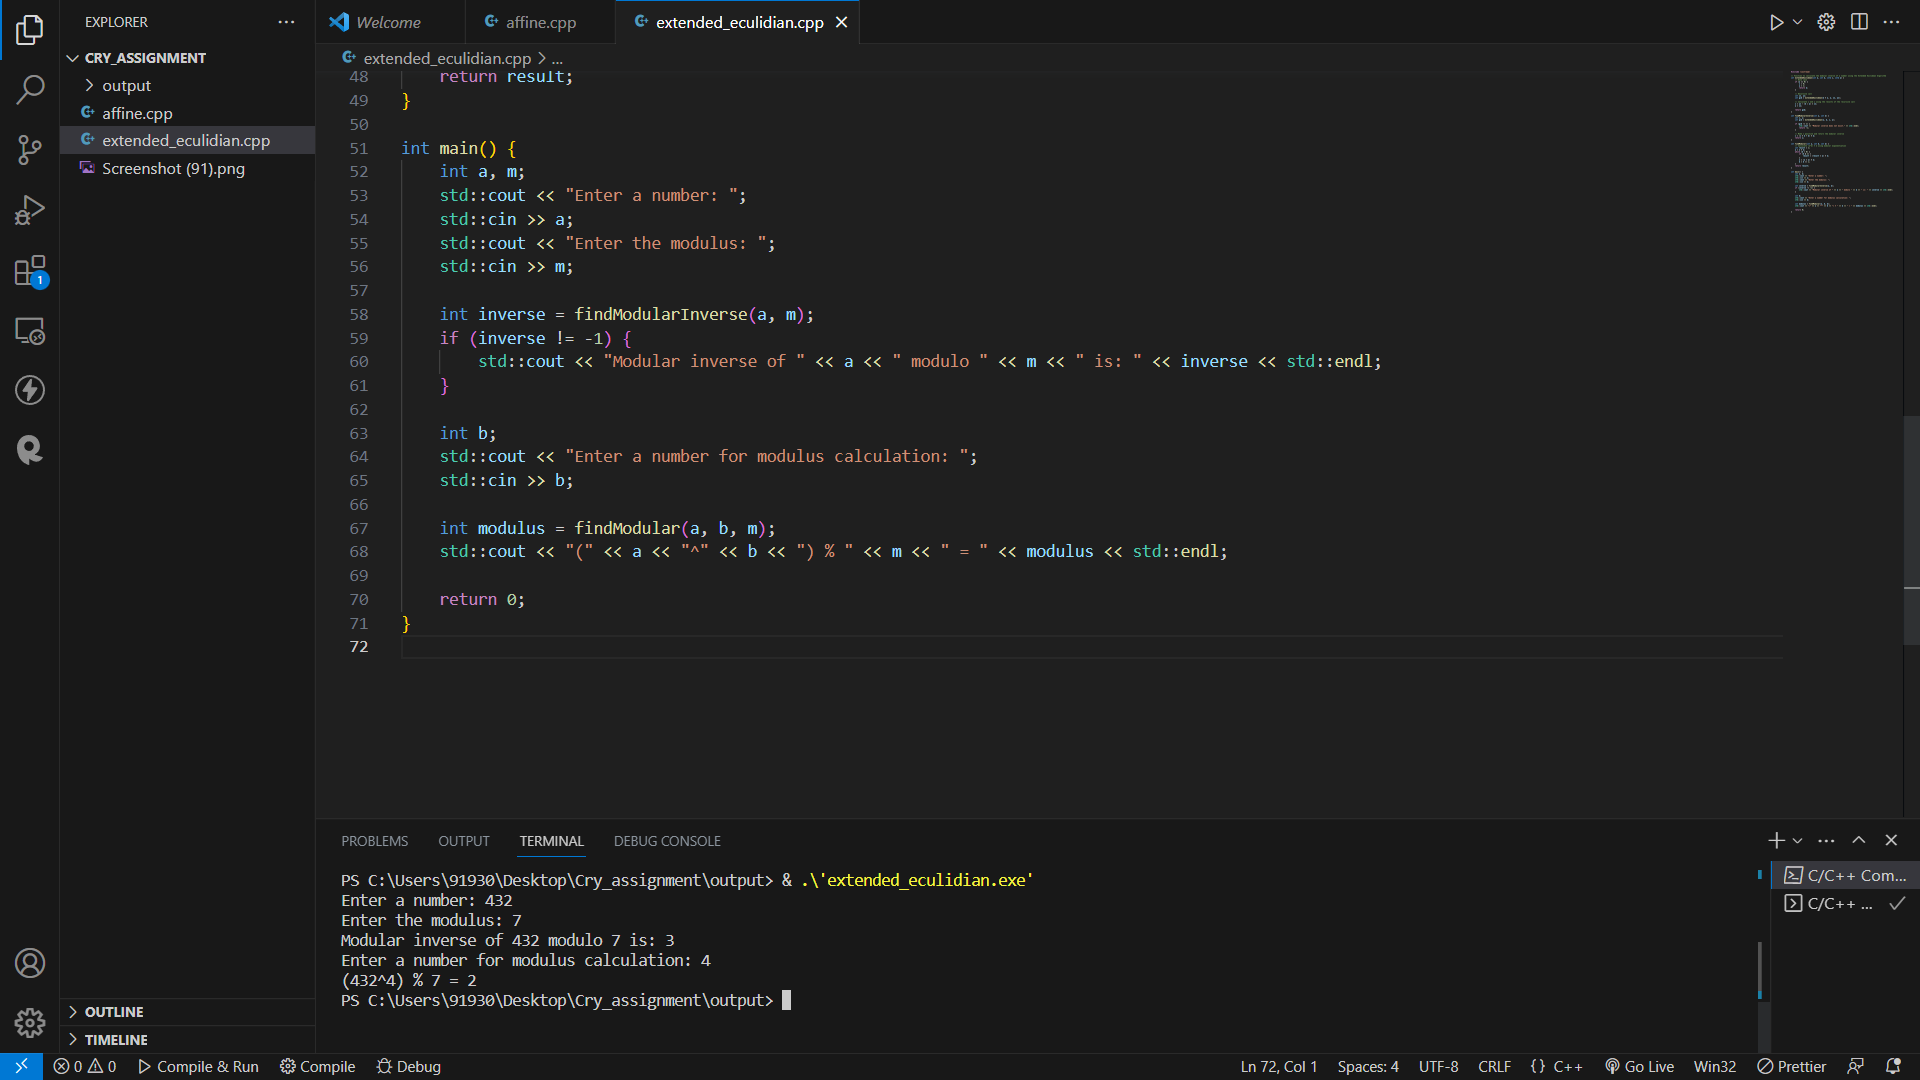 EXPLORER
CRY_ASSIGNMENT
output
affine.cpp
extended_eculidian.cpp
Screenshot (91).png
OUTLINE
TIMELINE
1
Welcome
affine.cpp
extended_eculidian.cpp
extended_eculidian.cpp > ...
48 return result;
49 }
50
51 int main() {
52 int a, m;
53 std::cout << "Enter a number: ";
54 std::cin >> a;
55 std::cout << "Enter the modulus: ";
56 std::cin >> m;
57
58 int inverse = findModularInverse(a, m);
59 if (inverse != -1) {
60 std::cout << "Modular inverse of " << a << " modulo " << m << " is: " << inverse << std::endl;
61 }
62
63 int b;
64 std::cout << "Enter a number for modulus calculation: ";
65 std::cin >> b;
66
67 int modulus = findModular(a, b, m);
68 std::cout << "(" << a << "^" << b << ") % " << m << " = " << modulus << std::endl;
69
70 return 0;
71 }
72
PROBLEMS OUTPUT TERMINAL DEBUG CONSOLE
PS C:\Users\91930\Desktop\Cry_assignment\output> & .\'extended_eculidian.exe'
Enter a number: 432
Enter the modulus: 7
Modular inverse of 432 modulo 7 is: 3
Enter a number for modulus calculation: 4
(432^4) % 7 = 2
PS C:\Users\91930\Desktop\Cry_assignment\output>
C/C++ Com...
C/C++ ...
0 0 Compile & Run Compile Debug
Ln 72, Col 1 Spaces: 4 UTF-8 CRLF {} C++ Go Live Win32 Prettier